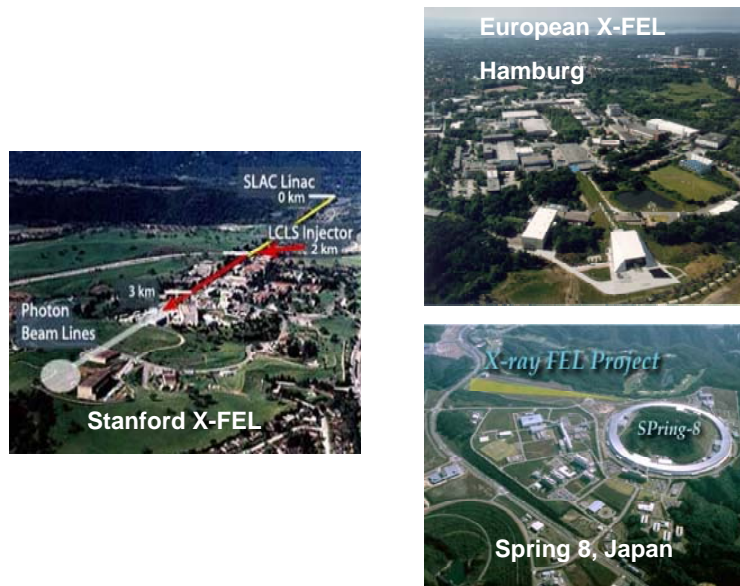 SLAC Linac
0 km
LCLS Injector
2 km
3 km
Photon
Beam Lines
Stanford X-FEL
European X-FEL
Hamburg
X-ray FEL Project
SPring-8
Spring 8, Japan